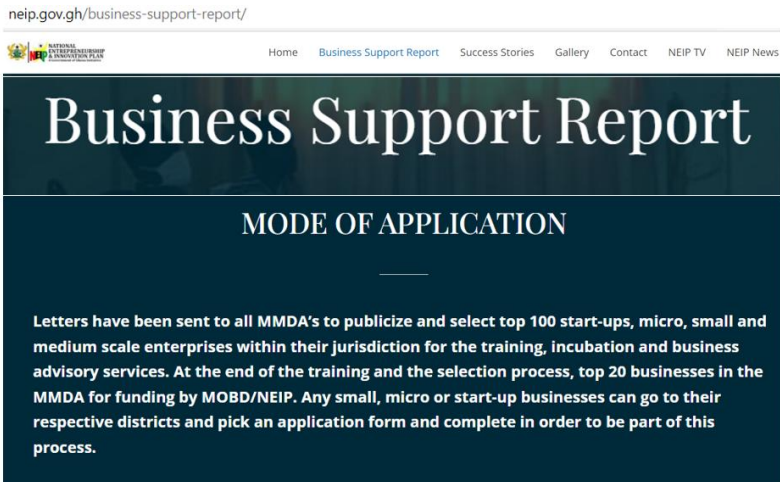 neip.gov.gh/business-support-report/
NEIP
NATIONAL
ENTREPRENEURSHIP
& INNOVATION PLAN
Home Business Support Report Success Stories Gallery Contact NEIP TV NEIP News
Business Support Report
MODE OF APPLICATION
Letters have been sent to all MMDA’s to publicize and select top 100 start-ups, micro, small and
medium scale enterprises within their jurisdiction for the training, incubation and business
advisory services. At the end of the training and the selection process, top 20 businesses in the
MMDA for funding by MOBD/NEIP. Any small, micro or start-up businesses can go to their
respective districts and pick an application form and complete in order to be part of this
process.